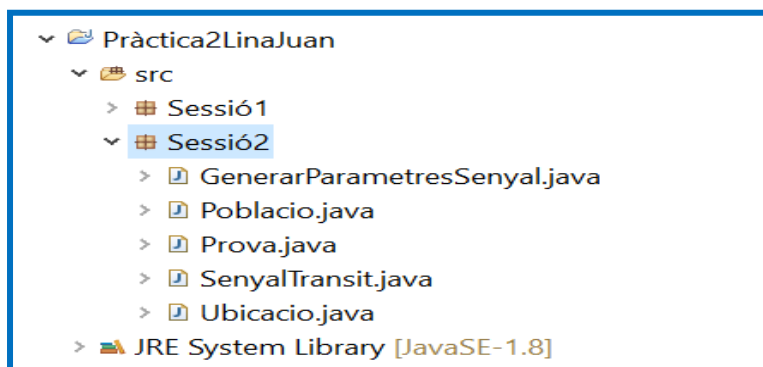 Pràctica2LinaJuan
src
Sessió1
Sessió2
GenerarParametresSenyal.java
Poblacio.java
Prova.java
SenyalTransit.java
Ubicacio.java
JRE System Library [JavaSE-1.8]